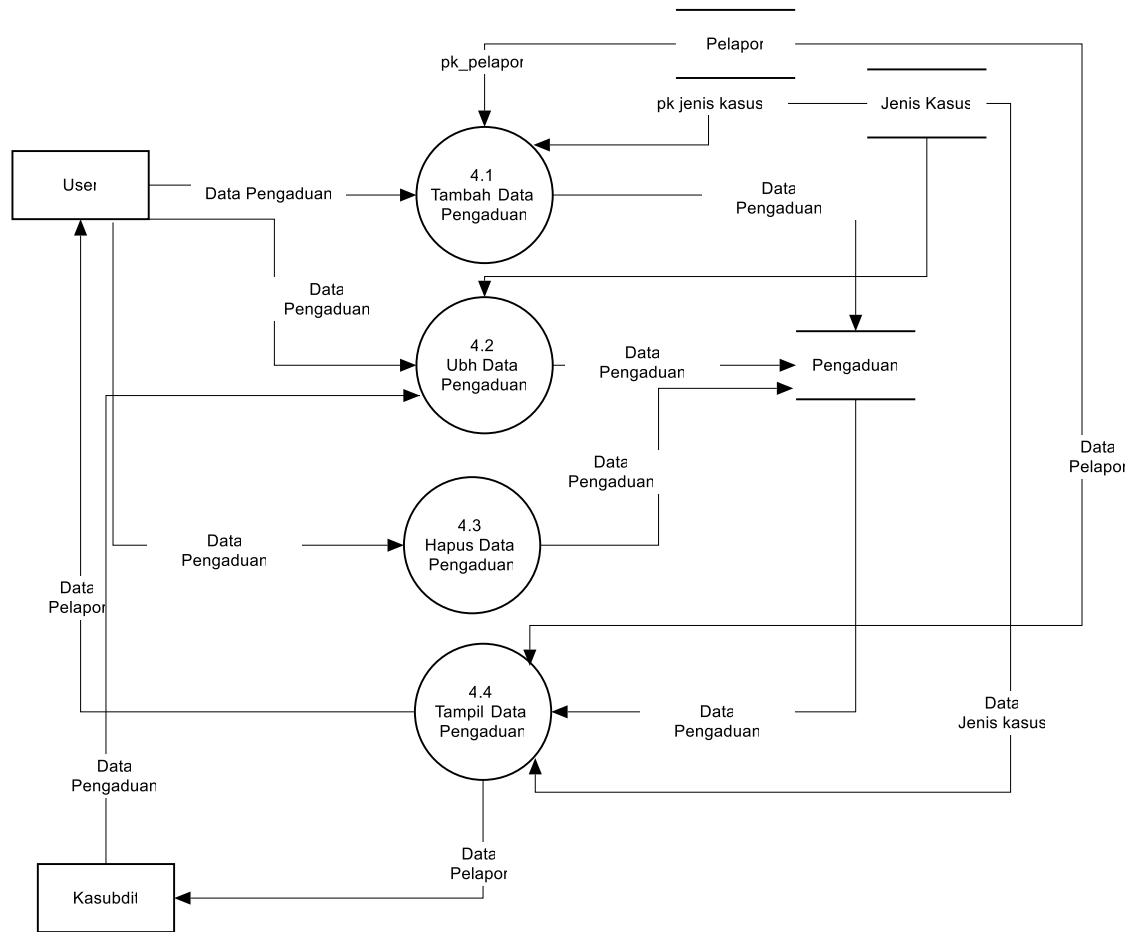 Pelapor
pk_pelapor
pk jenis kasus
Jenis Kasus
User
Data Pengaduan
4.1
Tambah Data
Pengaduan
Data
Pengaduan
Data
Pengaduan
4.2
Ubh Data
Pengaduan
Data
Pengaduan
Pengaduan
Data
Pelapor
Data
Pengaduan
4.3
Hapus Data
Pengaduan
Data
Pengaduan
Data
Pelapor
4.4
Tampil Data
Pengaduan
Data
Pengaduan
Data
Jenis kasus
Data
Pengaduan
Data
Pelapor
Kasubdit